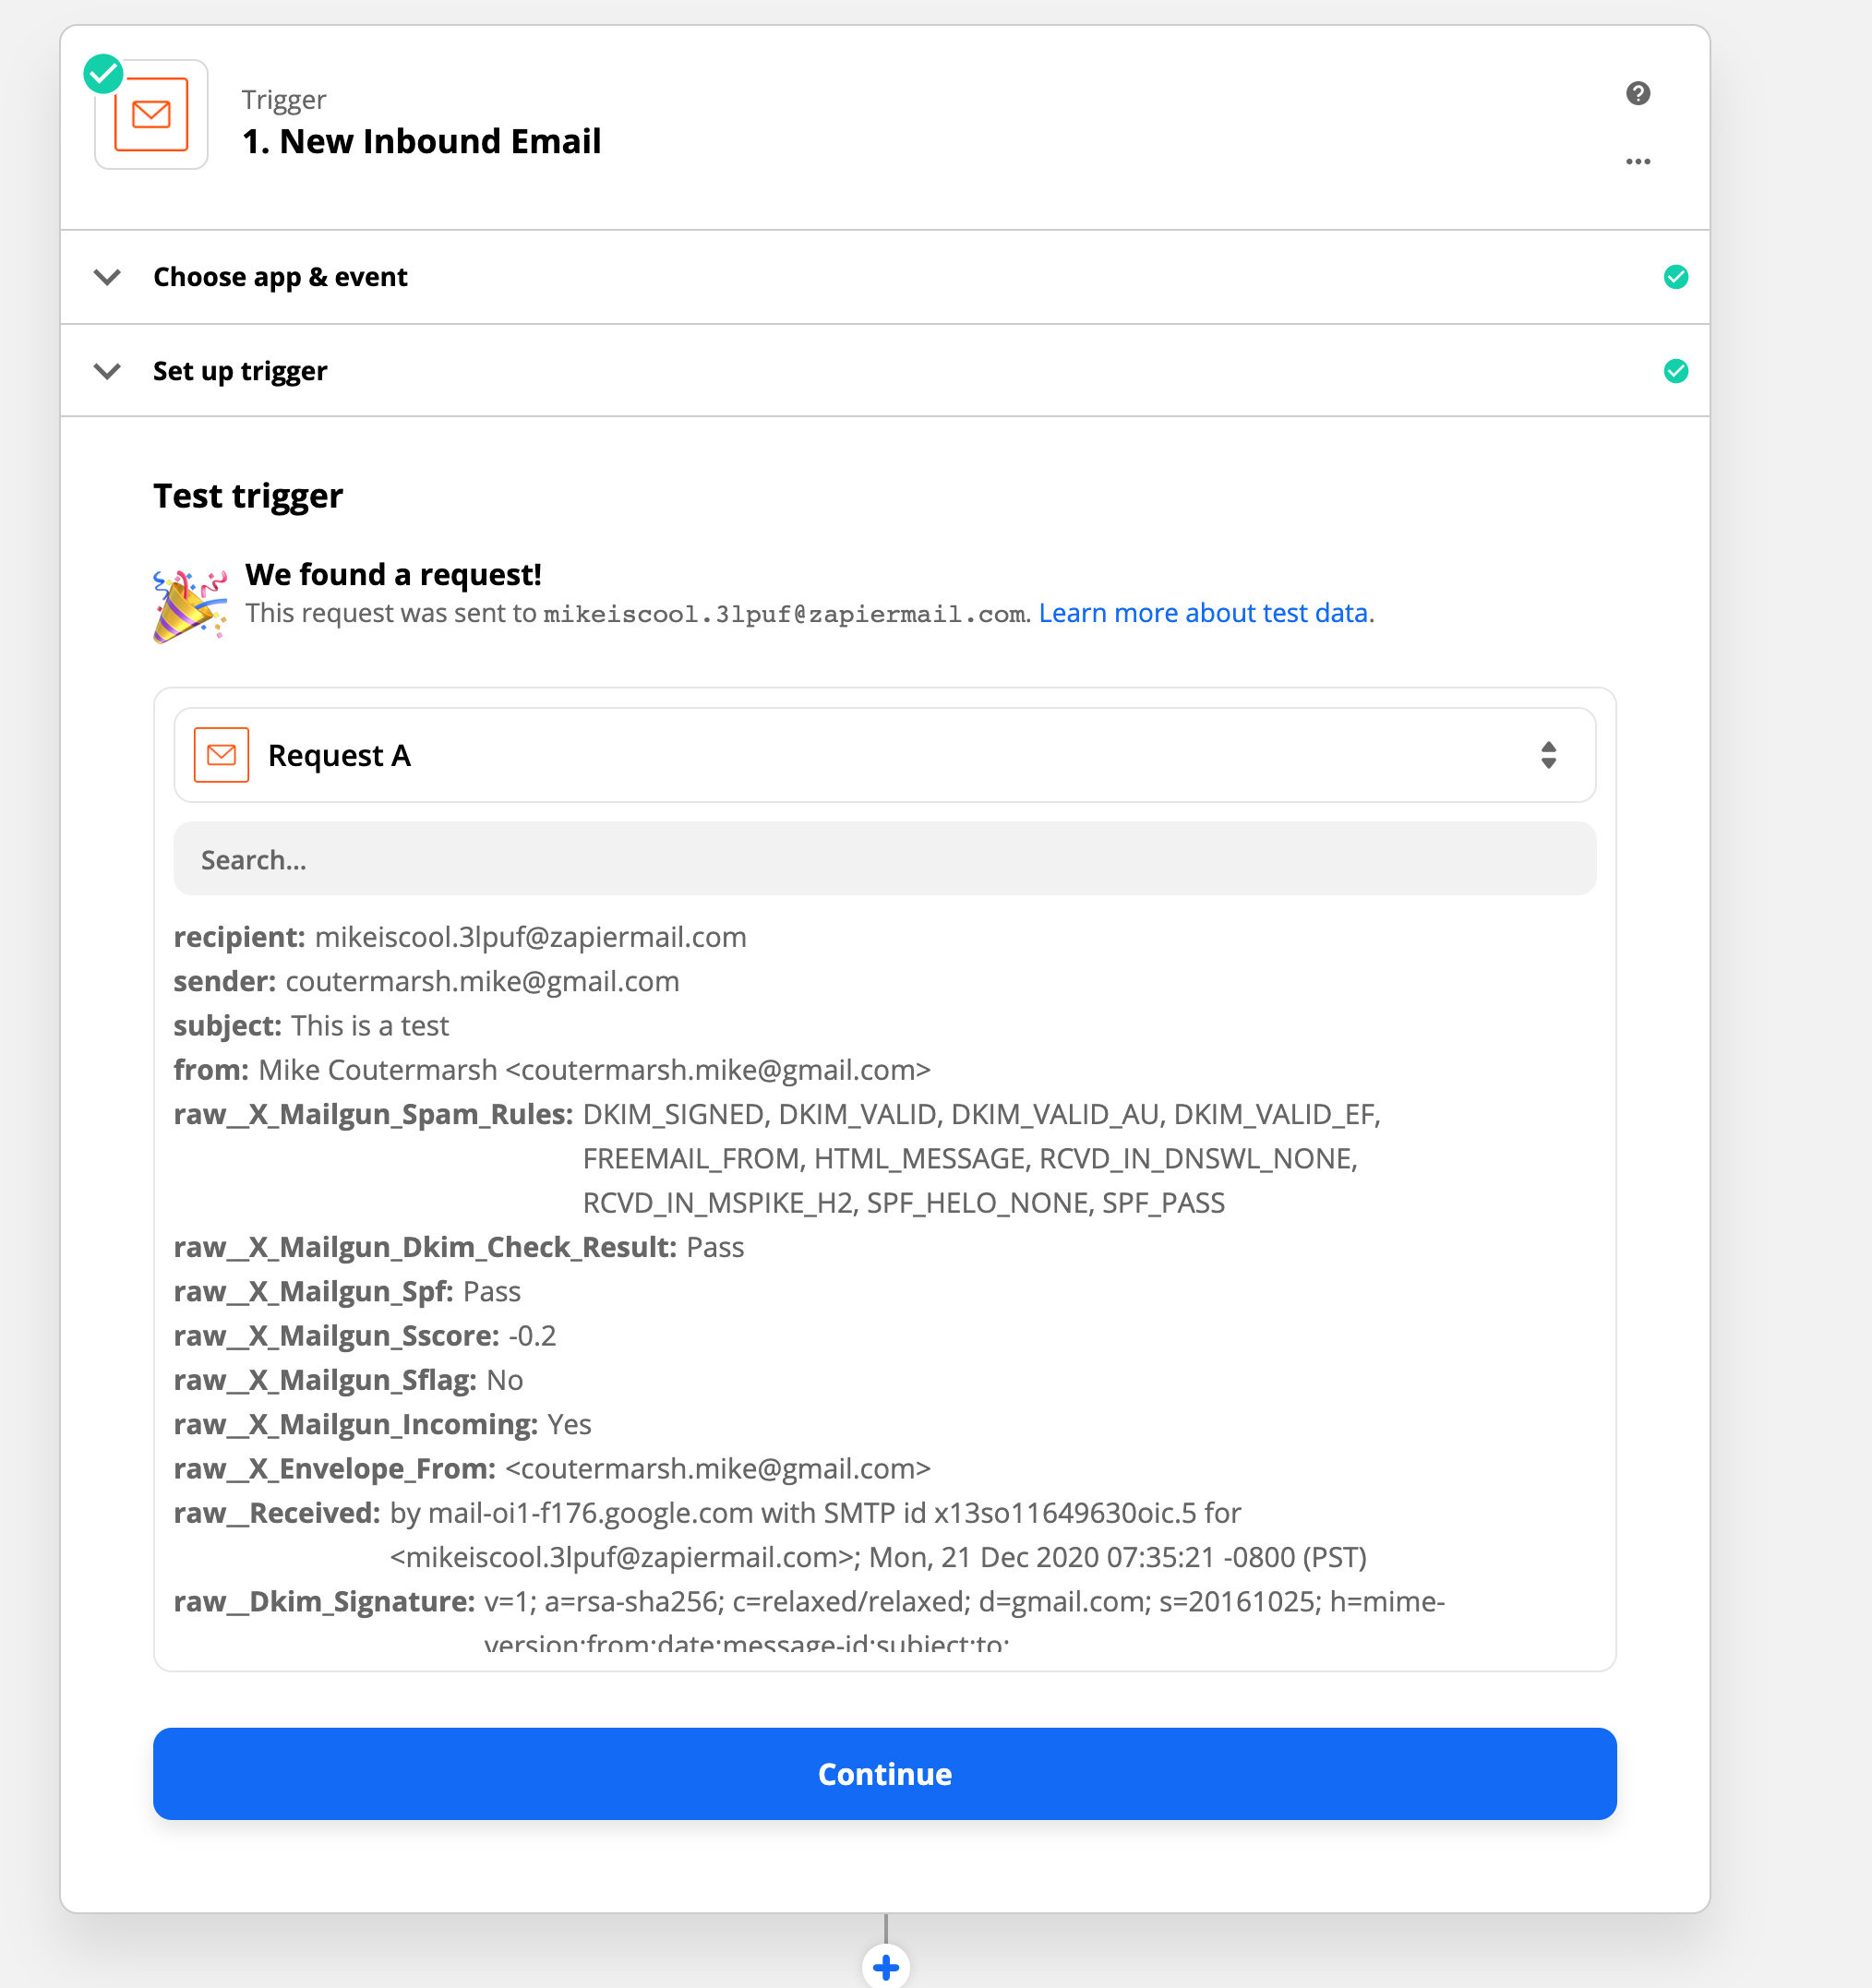 Trigger
1. New Inbound Email
Choose app & event
Set up trigger
Test trigger
We found a request!
This request was sent to mikeiscool.3lpuf@zapiermail.com. Learn more about test data.
Request A
Search...
recipient: mikeiscool.3lpuf@zapiermail.com
sender: coutermarsh.mike@gmail.com
subject: This is a test
from: Mike Coutermarsh <coutermarsh.mike@gmail.com>
raw__X_Mailgun_Spam_Rules: DKIM_SIGNED, DKIM_VALID, DKIM_VALID_AU, DKIM_VALID_EF,
FREEMAIL_FROM, HTML_MESSAGE, RCVD_IN_DNSWL_NONE,
RCVD_IN_MSPIKE_H2, SPF_HELO_NONE, SPF_PASS
raw__X_Mailgun_Dkim_Check_Result: Pass
raw__X_Mailgun_Spf: Pass
raw__X_Mailgun_Sscore: -0.2
raw__X_Mailgun_Sflag: No
raw__X_Mailgun_Incoming: Yes
raw__X_Envelope_From: <coutermarsh.mike@gmail.com>
raw__Received: by mail-oi1-f176.google.com with SMTP id x13so11649630oic.5 for
<mikeiscool.3lpuf@zapiermail.com>; Mon, 21 Dec 2020 07:35:21 -0800 (PST)
raw__Dkim_Signature: v=1; a=rsa-sha256; c=relaxed/relaxed; d=gmail.com; s=20161025; h=mime-
version:from:date:message-id:subject:to:
Continue